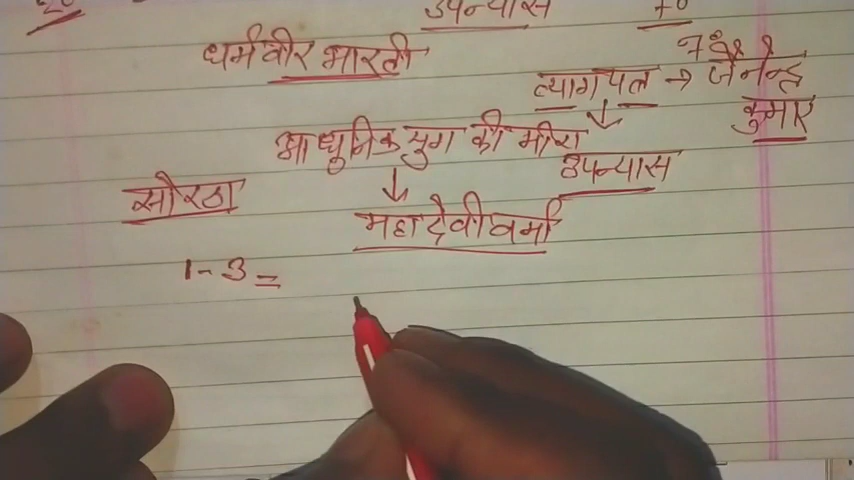 उपन्यास
धर्मवीर भारती
त्यागपत्र → जैनेन्द्र
कुमार
आधुनिक युग की मीरा
उपन्यास
सोरठा
महादेवी वर्मा
1-3 =